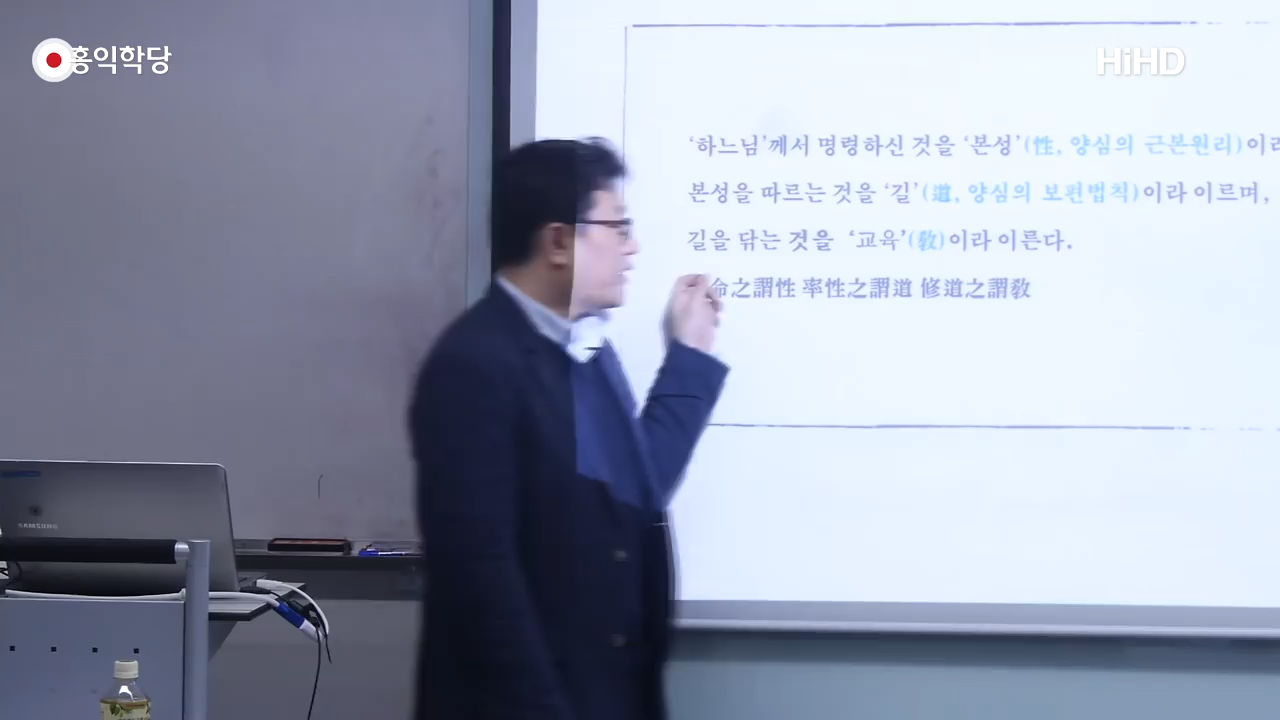 홍익학당
HiHD
‘하느님’께서 명령하신 것을 ‘본성’(性, 양심의 근본원리)이라
본성을 따르는 것을 ‘길’(道, 양심의 보편법칙)이라 이르며,
길을 닦는 것을 ‘교육’(敎)이라 이른다.
命之謂性 率性之謂道 修道之謂敎
SAMSUNG